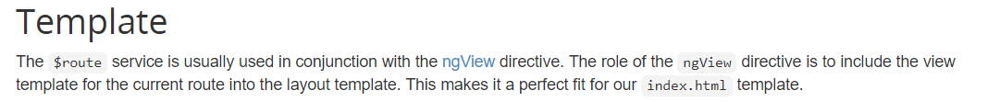 Template
The $route service is usually used in conjunction with the ngView directive. The role of the ngView directive is to include the view
template for the current route into the layout template. This makes it a perfect fit for our index.html template.